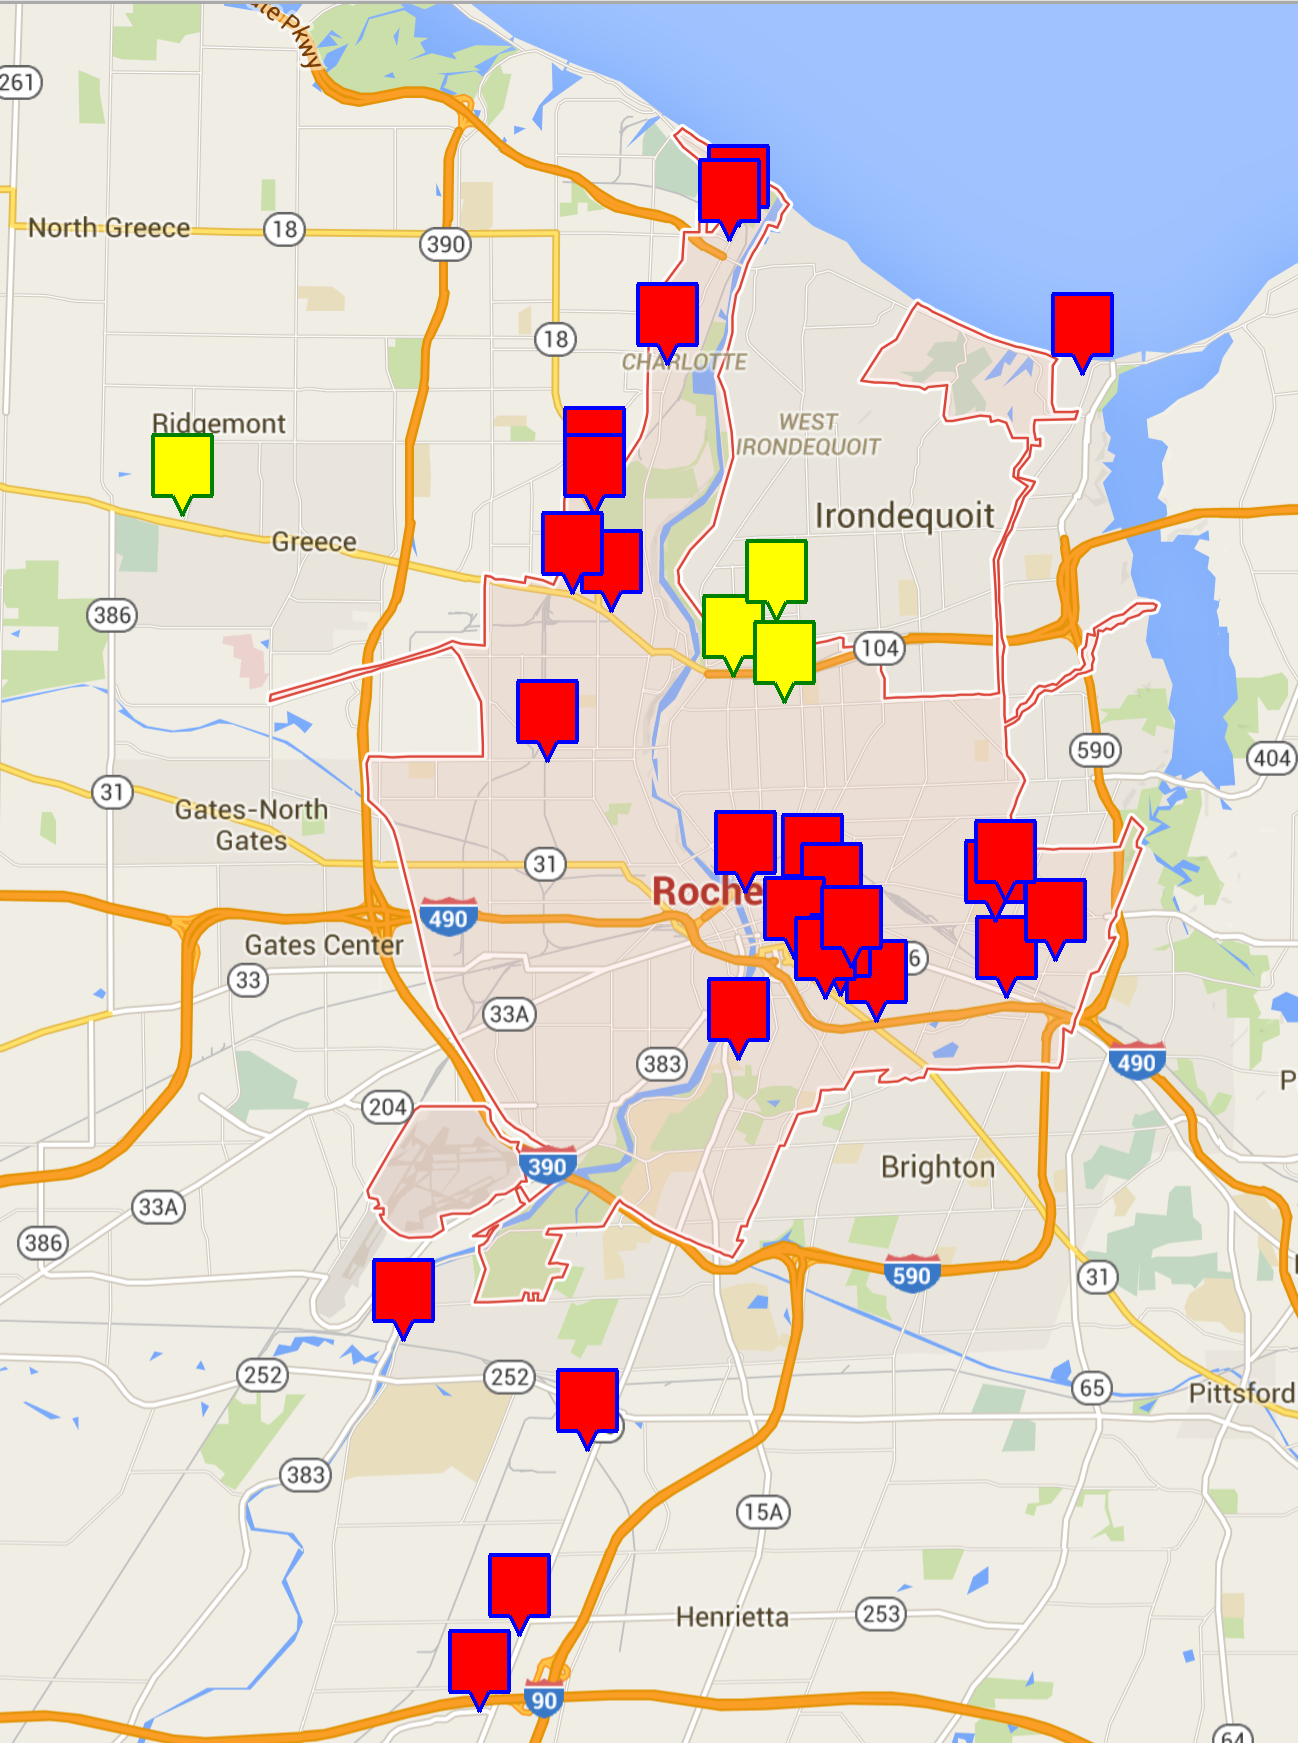 Pkwy
261
North Greece
18
390
18
CHARLOTTE
Ridgemont
WEST
IRONDEQUOIT
Irondequoit
Greece
386
104
590
404
31
Gates-North
Gates
31
Roche
490
Gates Center
6
33
33A
383
490
P
204
390
Brighton
33A
386
590
31
252
252
65
Pittsford
383
15A
Henrietta
253
90
64